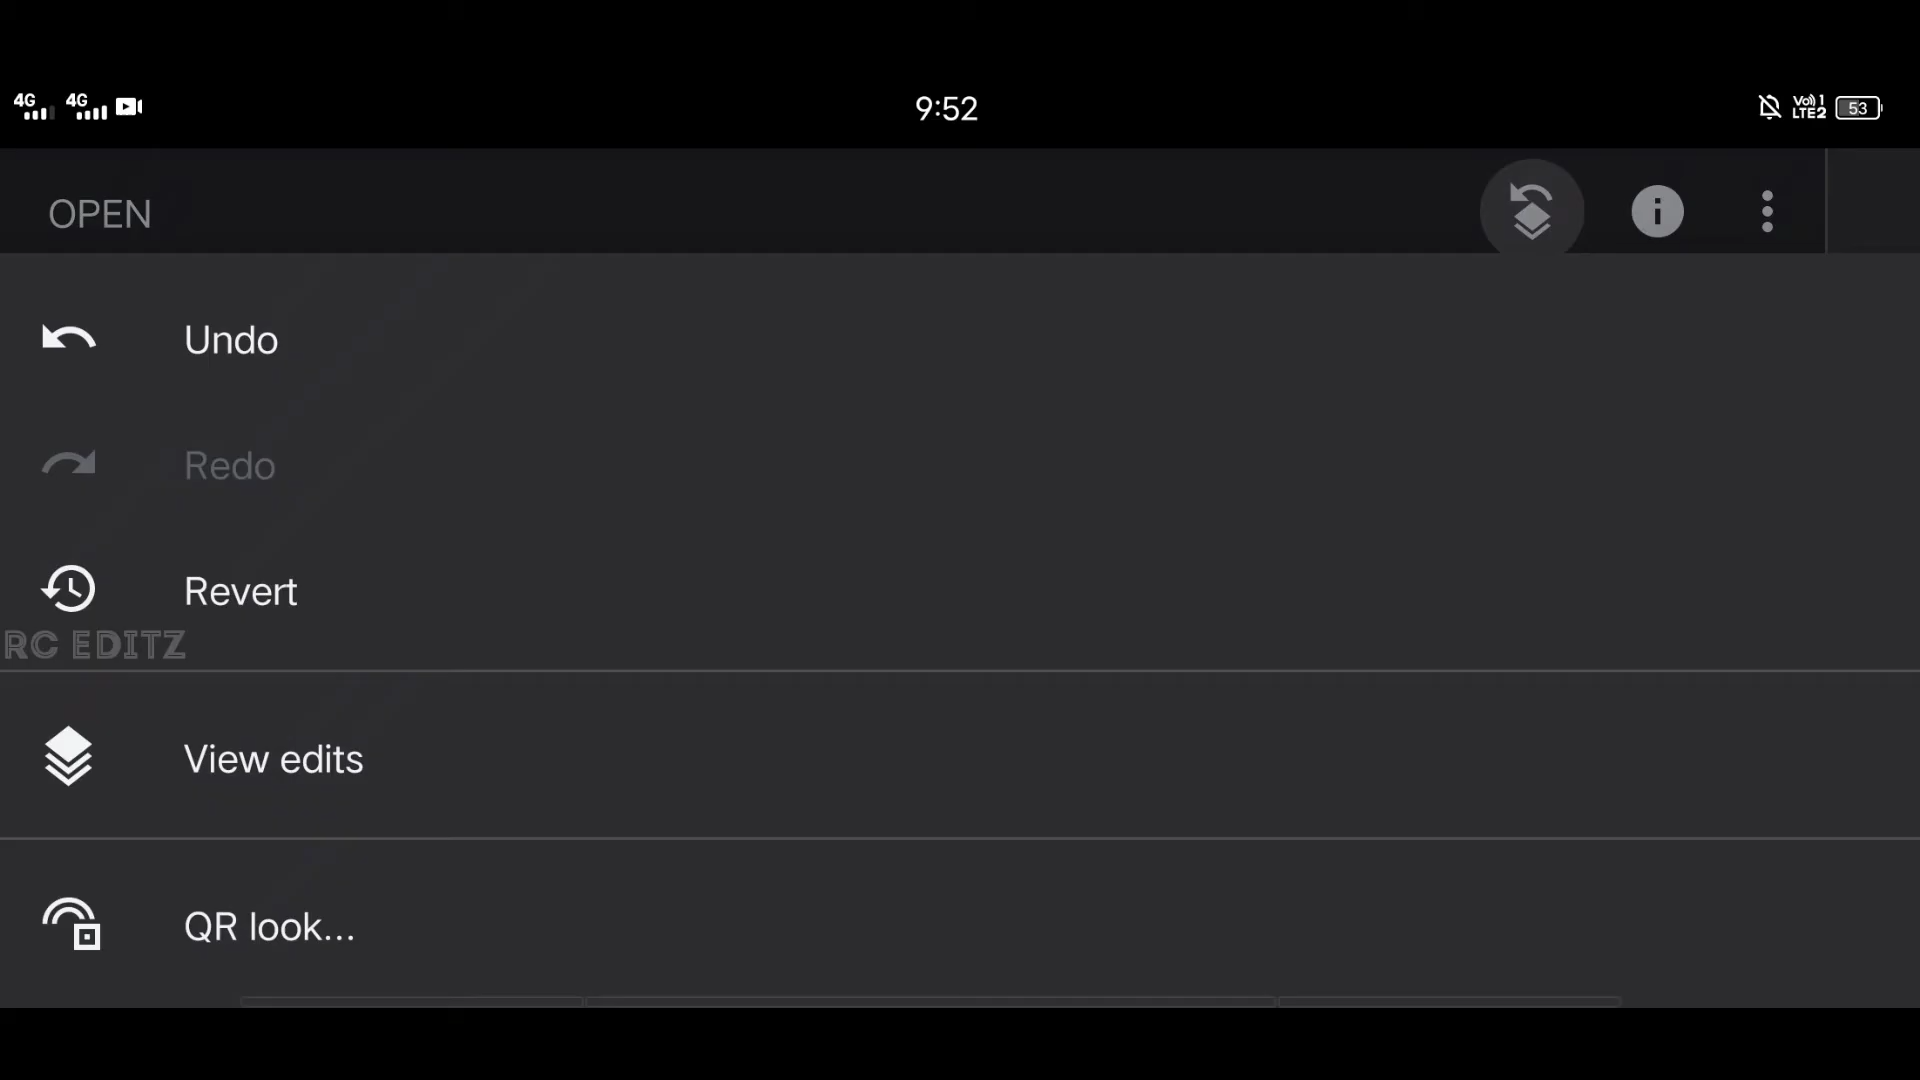 4G 4G 9:52 Vo) 1 LTE2 53
OPEN
Undo
Redo
Revert
RC EDITZ
View edits
QR look...